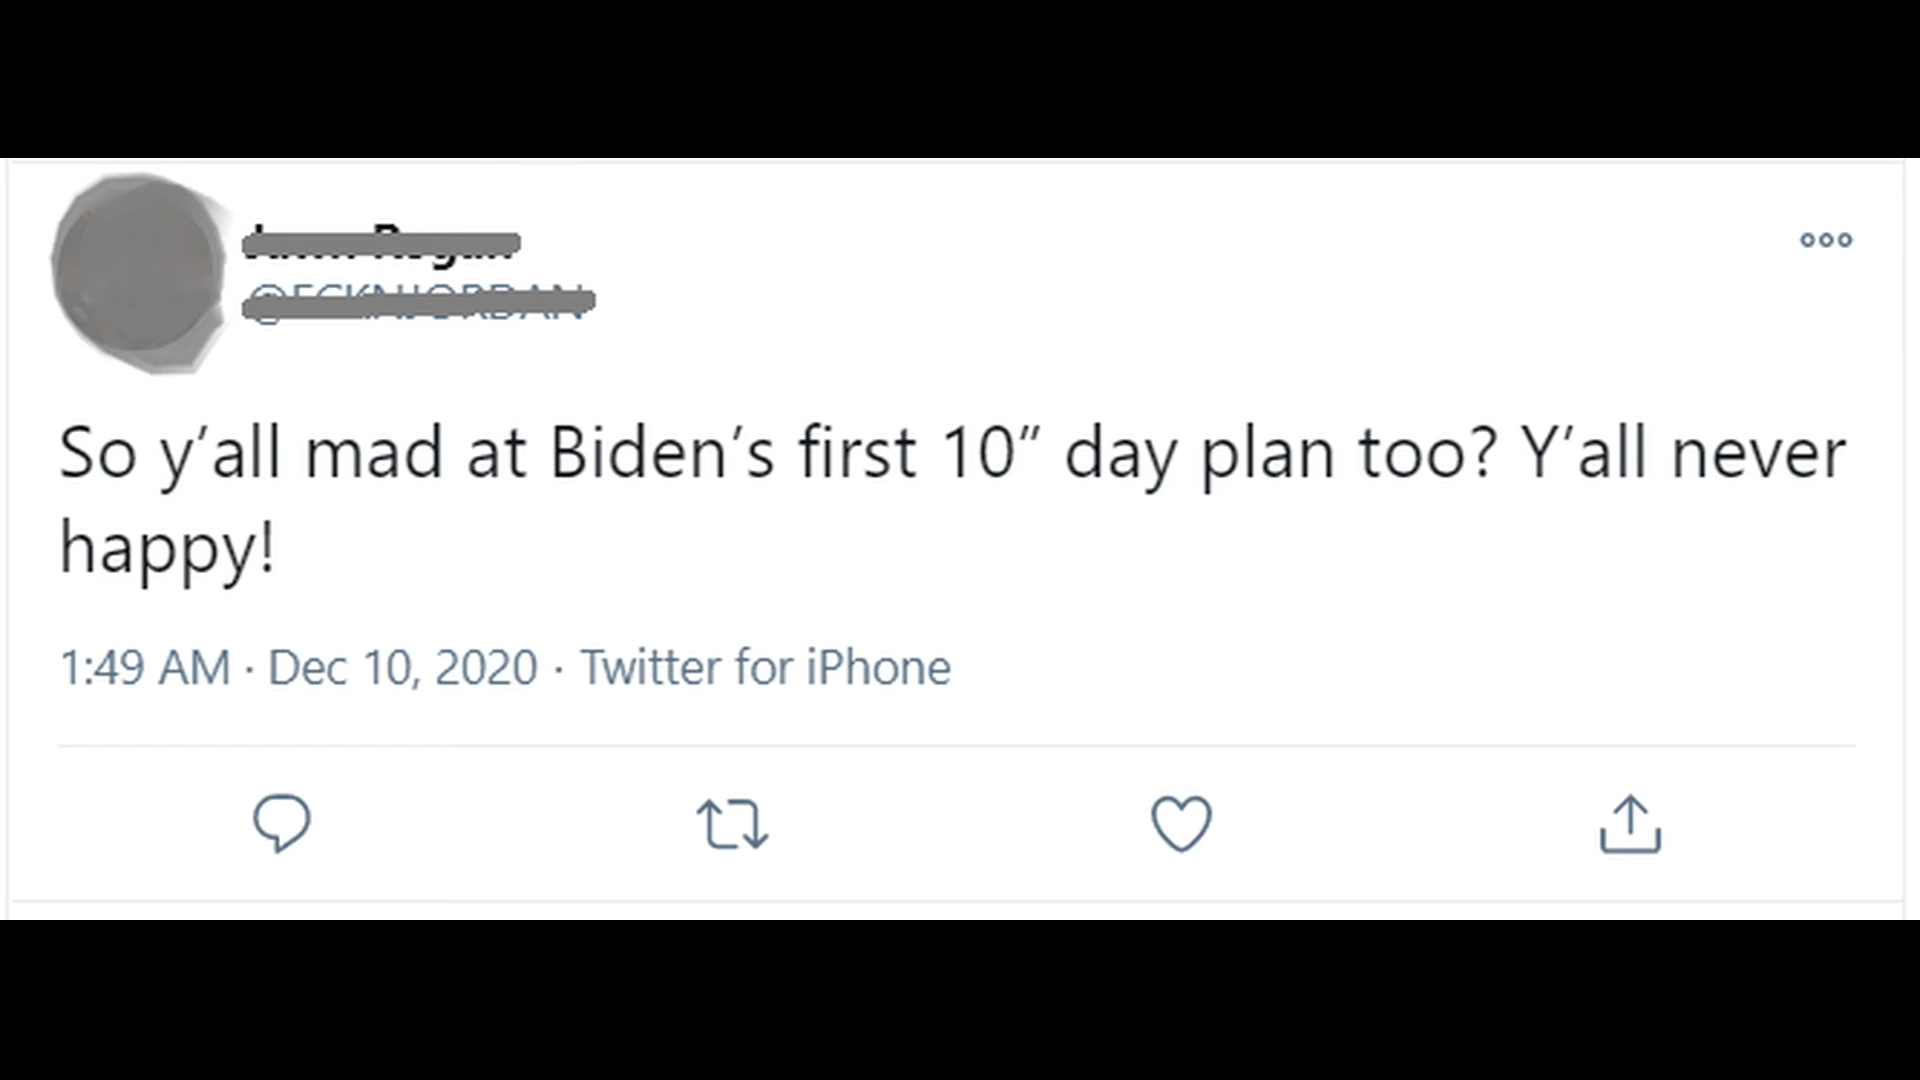 So y′all mad at Biden′s first 10″ day plan too? Y′all never
happy!
1:49 AM · Dec 10, 2020 · Twitter for iPhone